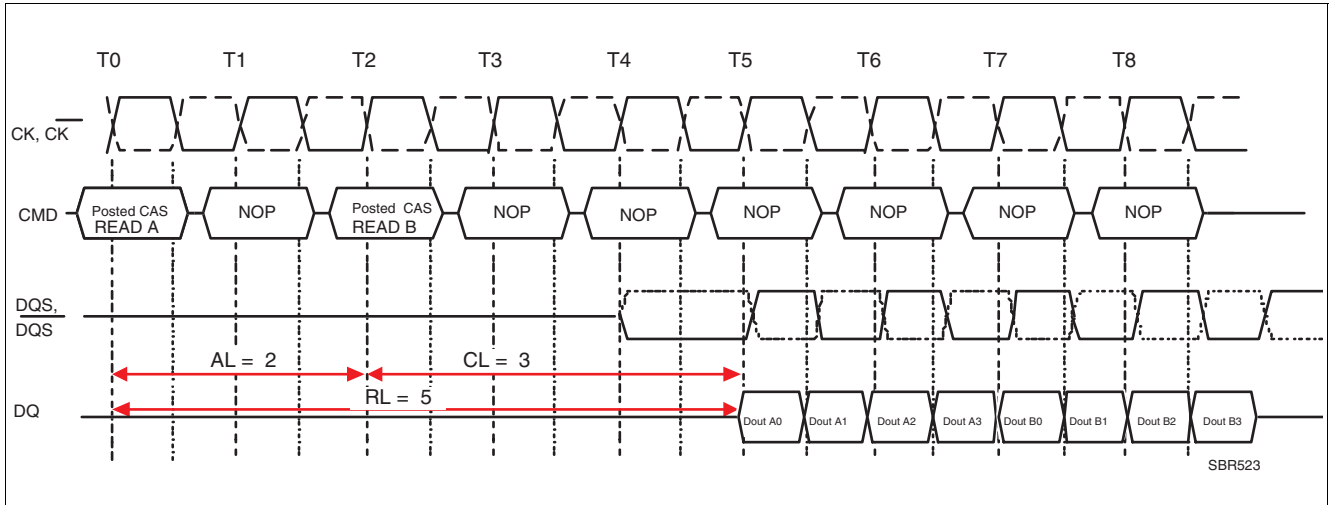 T0 T1 T2 T3 T4 T5 T6 T7 T8
CK, CK
CMD
Posted CAS
READ A
NOP
Posted CAS
READ B
NOP
NOP
NOP
NOP
NOP
NOP
DQS,
DQS
AL = 2
CL = 3
RL = 5
DQ
Dout A0 Dout A1 Dout A2 Dout A3 Dout B0 Dout B1 Dout B2 Dout B3
SBR523